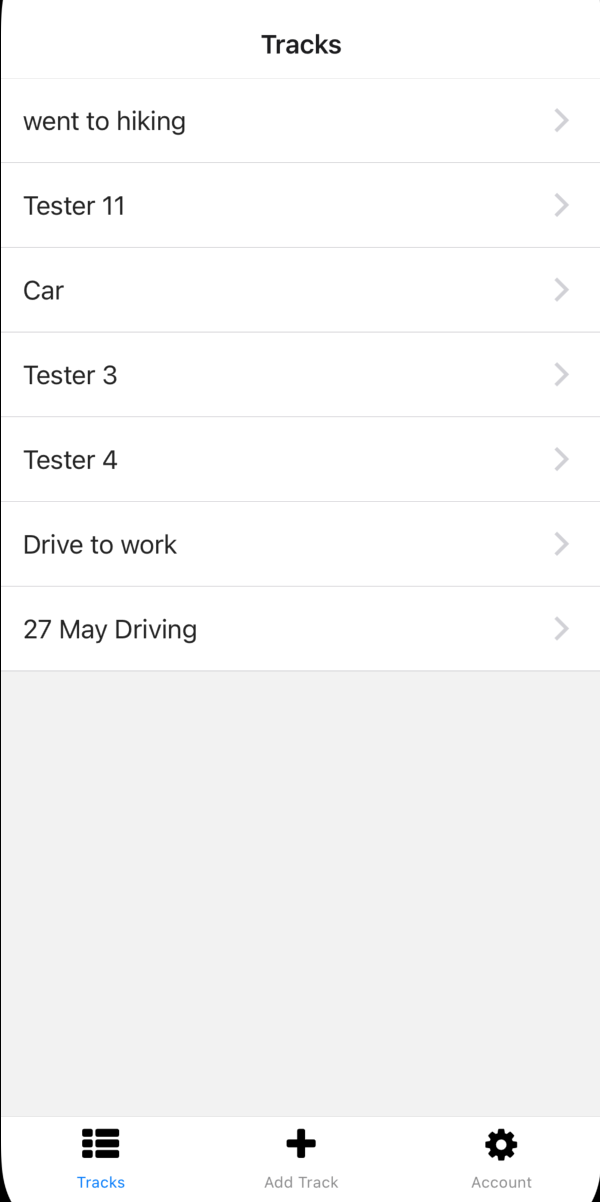 Tracks
went to hiking
Tester 11
Car
Tester 3
Tester 4
Drive to work
27 May Driving
Tracks
Add Track
Account